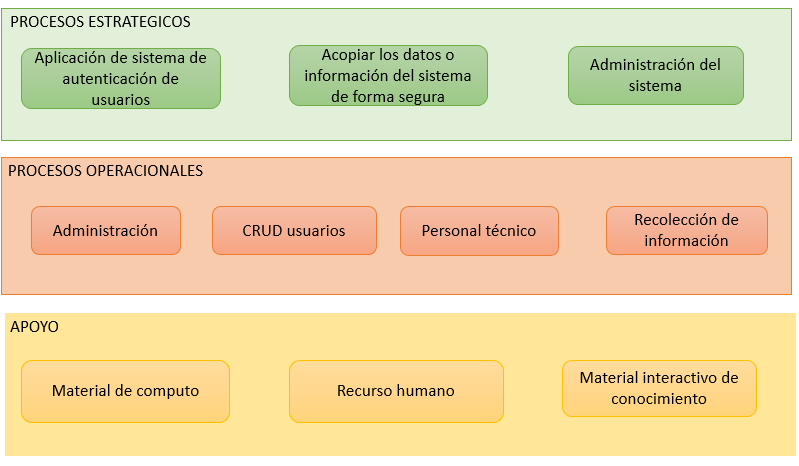 PROCESOS ESTRATEGICOS
Aplicación de sistema de
autenticación de
usuarios
Acopiar los datos o
información del sistema
de forma segura
Administración del
sistema
PROCESOS OPERACIONALES
Administración
CRUD usuarios
Personal técnico
Recolección de
información
APOYO
Material de computo
Recurso humano
Material interactivo de
conocimiento